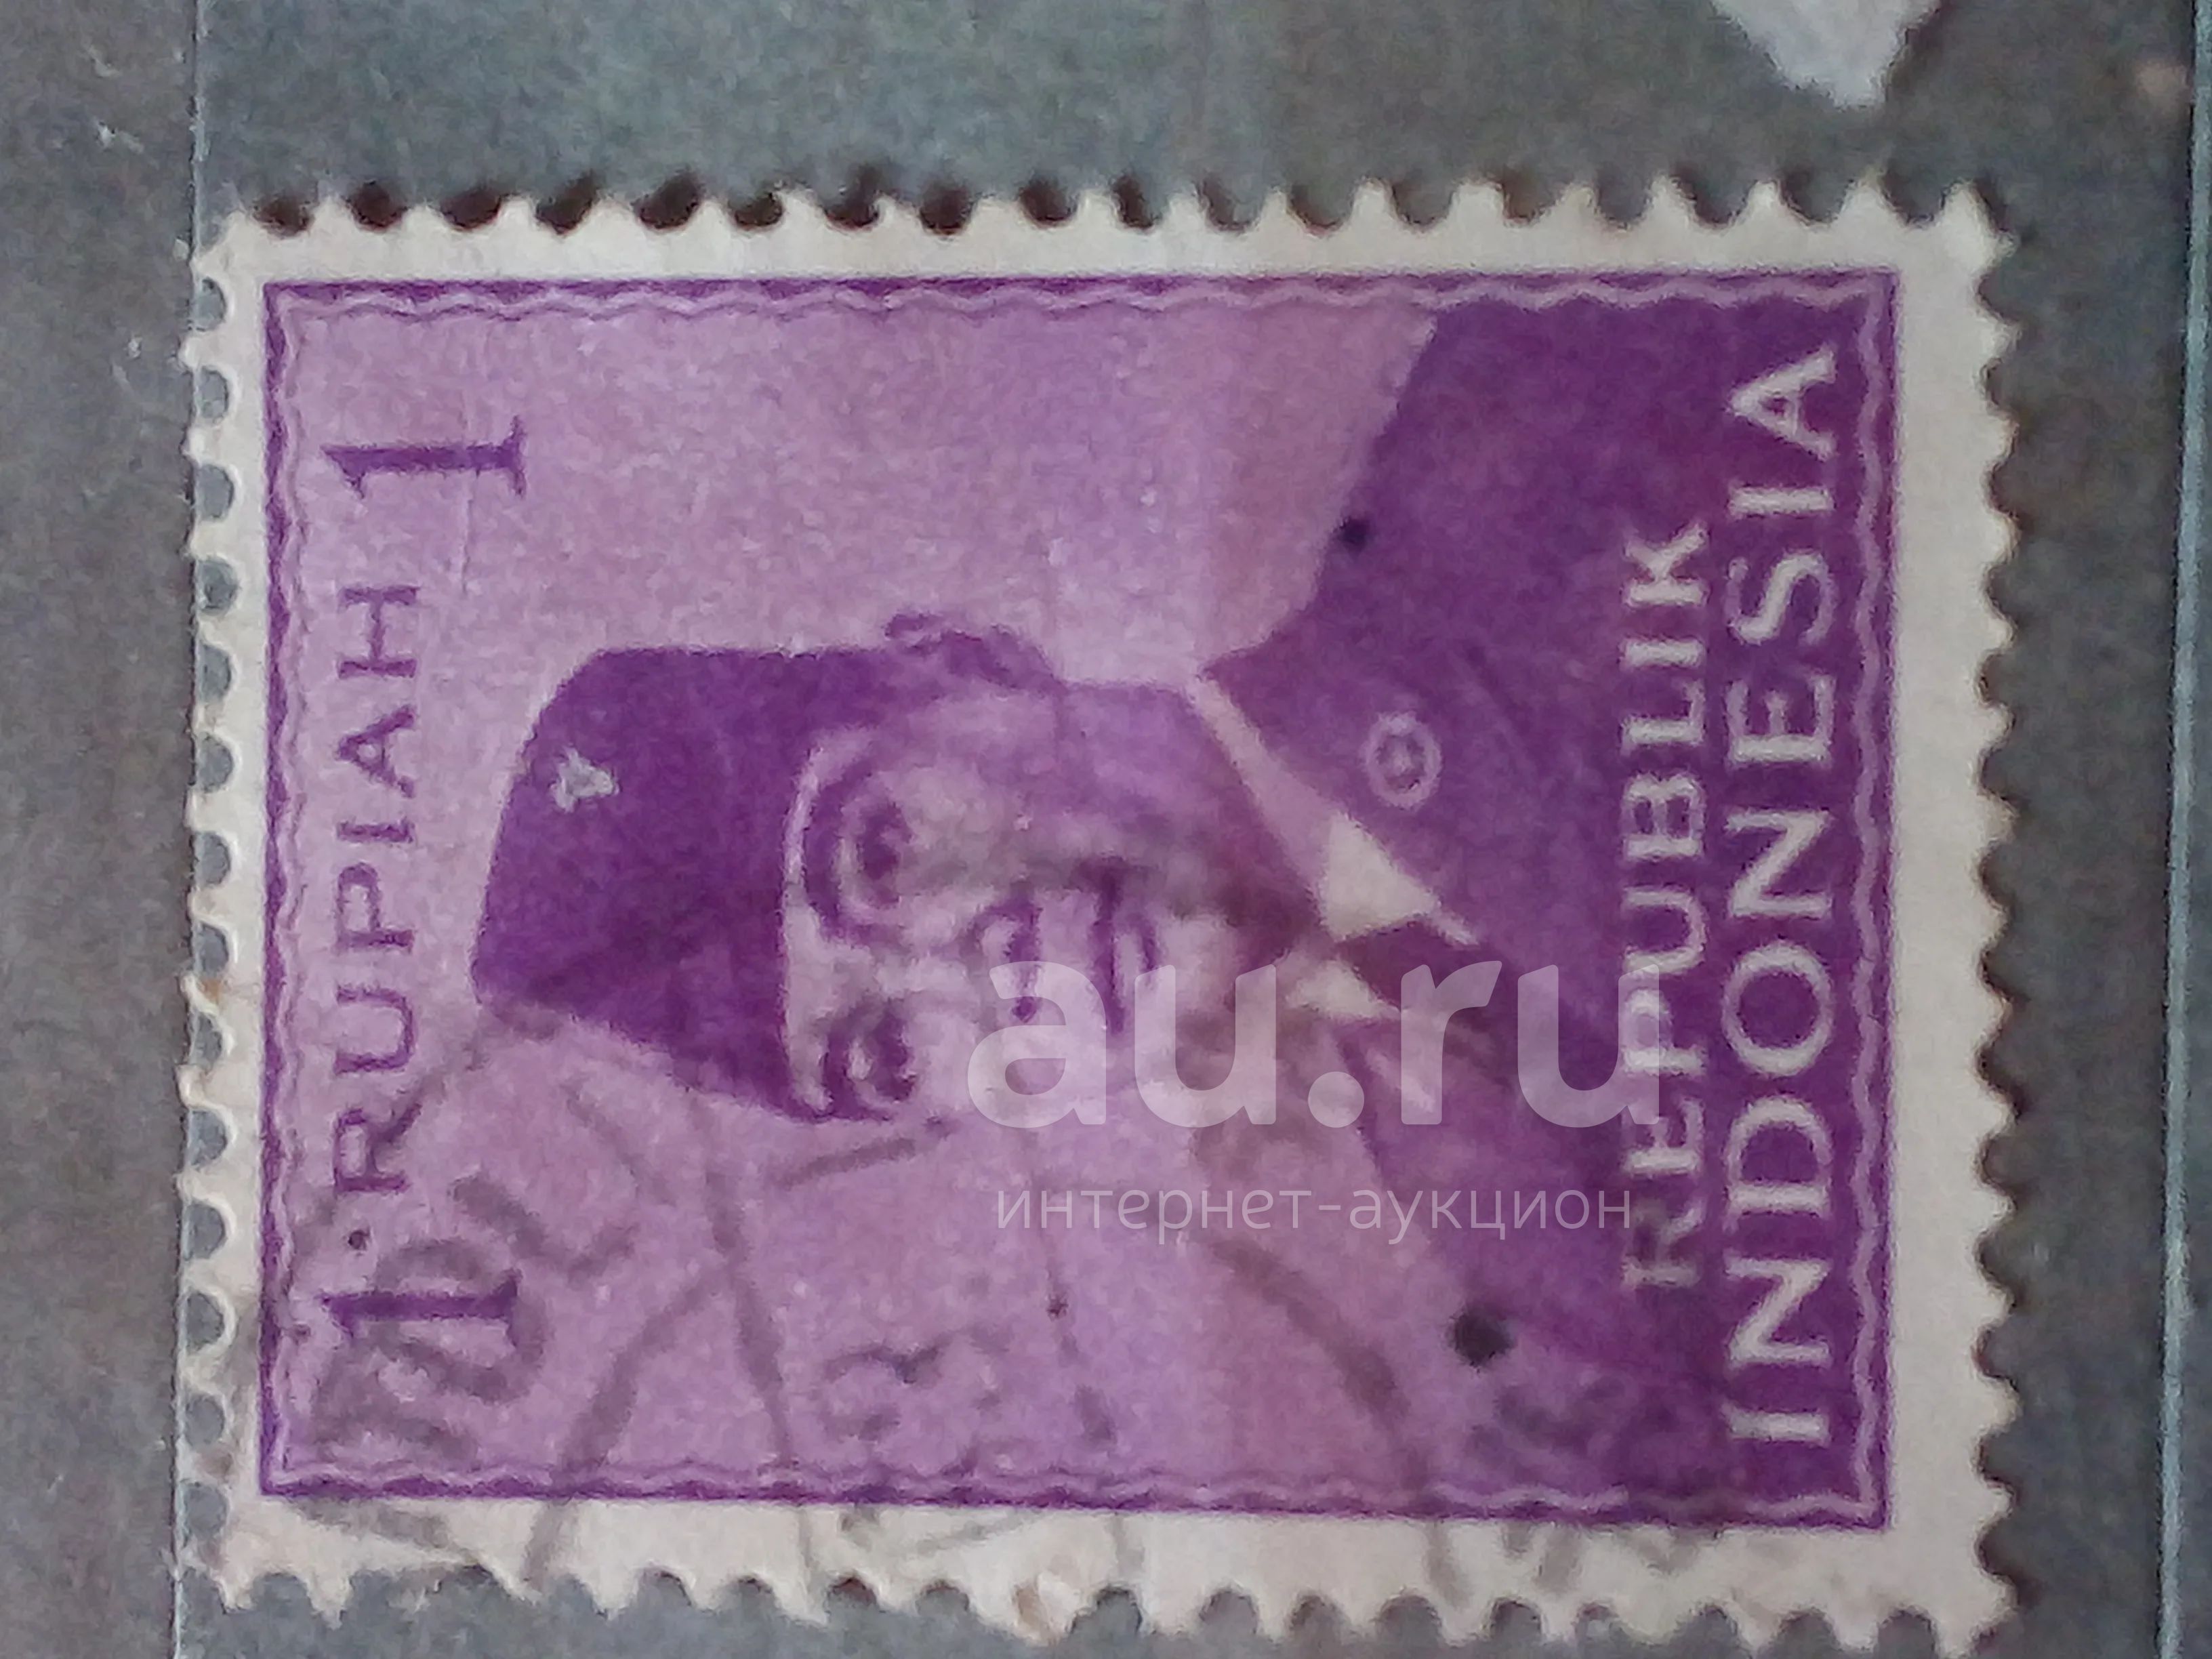 1 · RUPIAH 1
REPUBLIK
INDONESIA
au.ru
интернет-аукцион